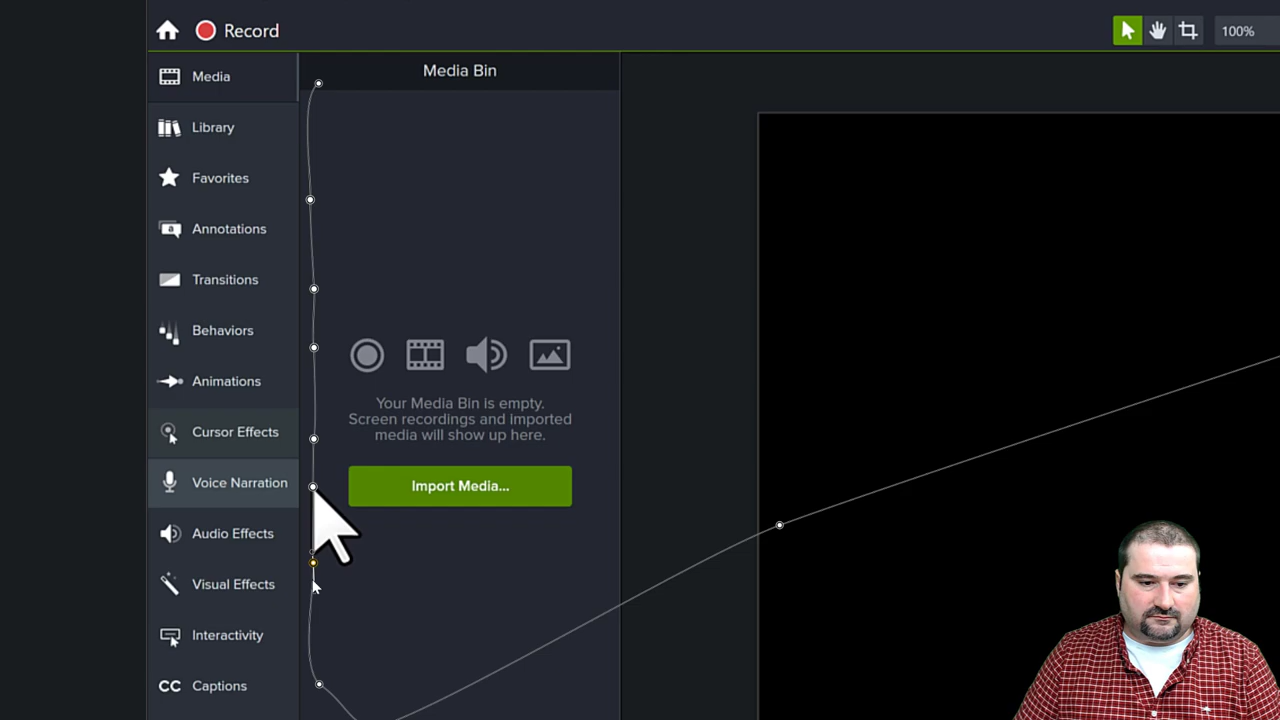 Record
100%
Media
Media Bin
Library
Favorites
a
Annotations
Transitions
Behaviors
Animations
Your Media Bin is empty.
Screen recordings and imported
media will show up here.
Cursor Effects
Voice Narration
Import Media...
Audio Effects
Visual Effects
Interactivity
CC Captions